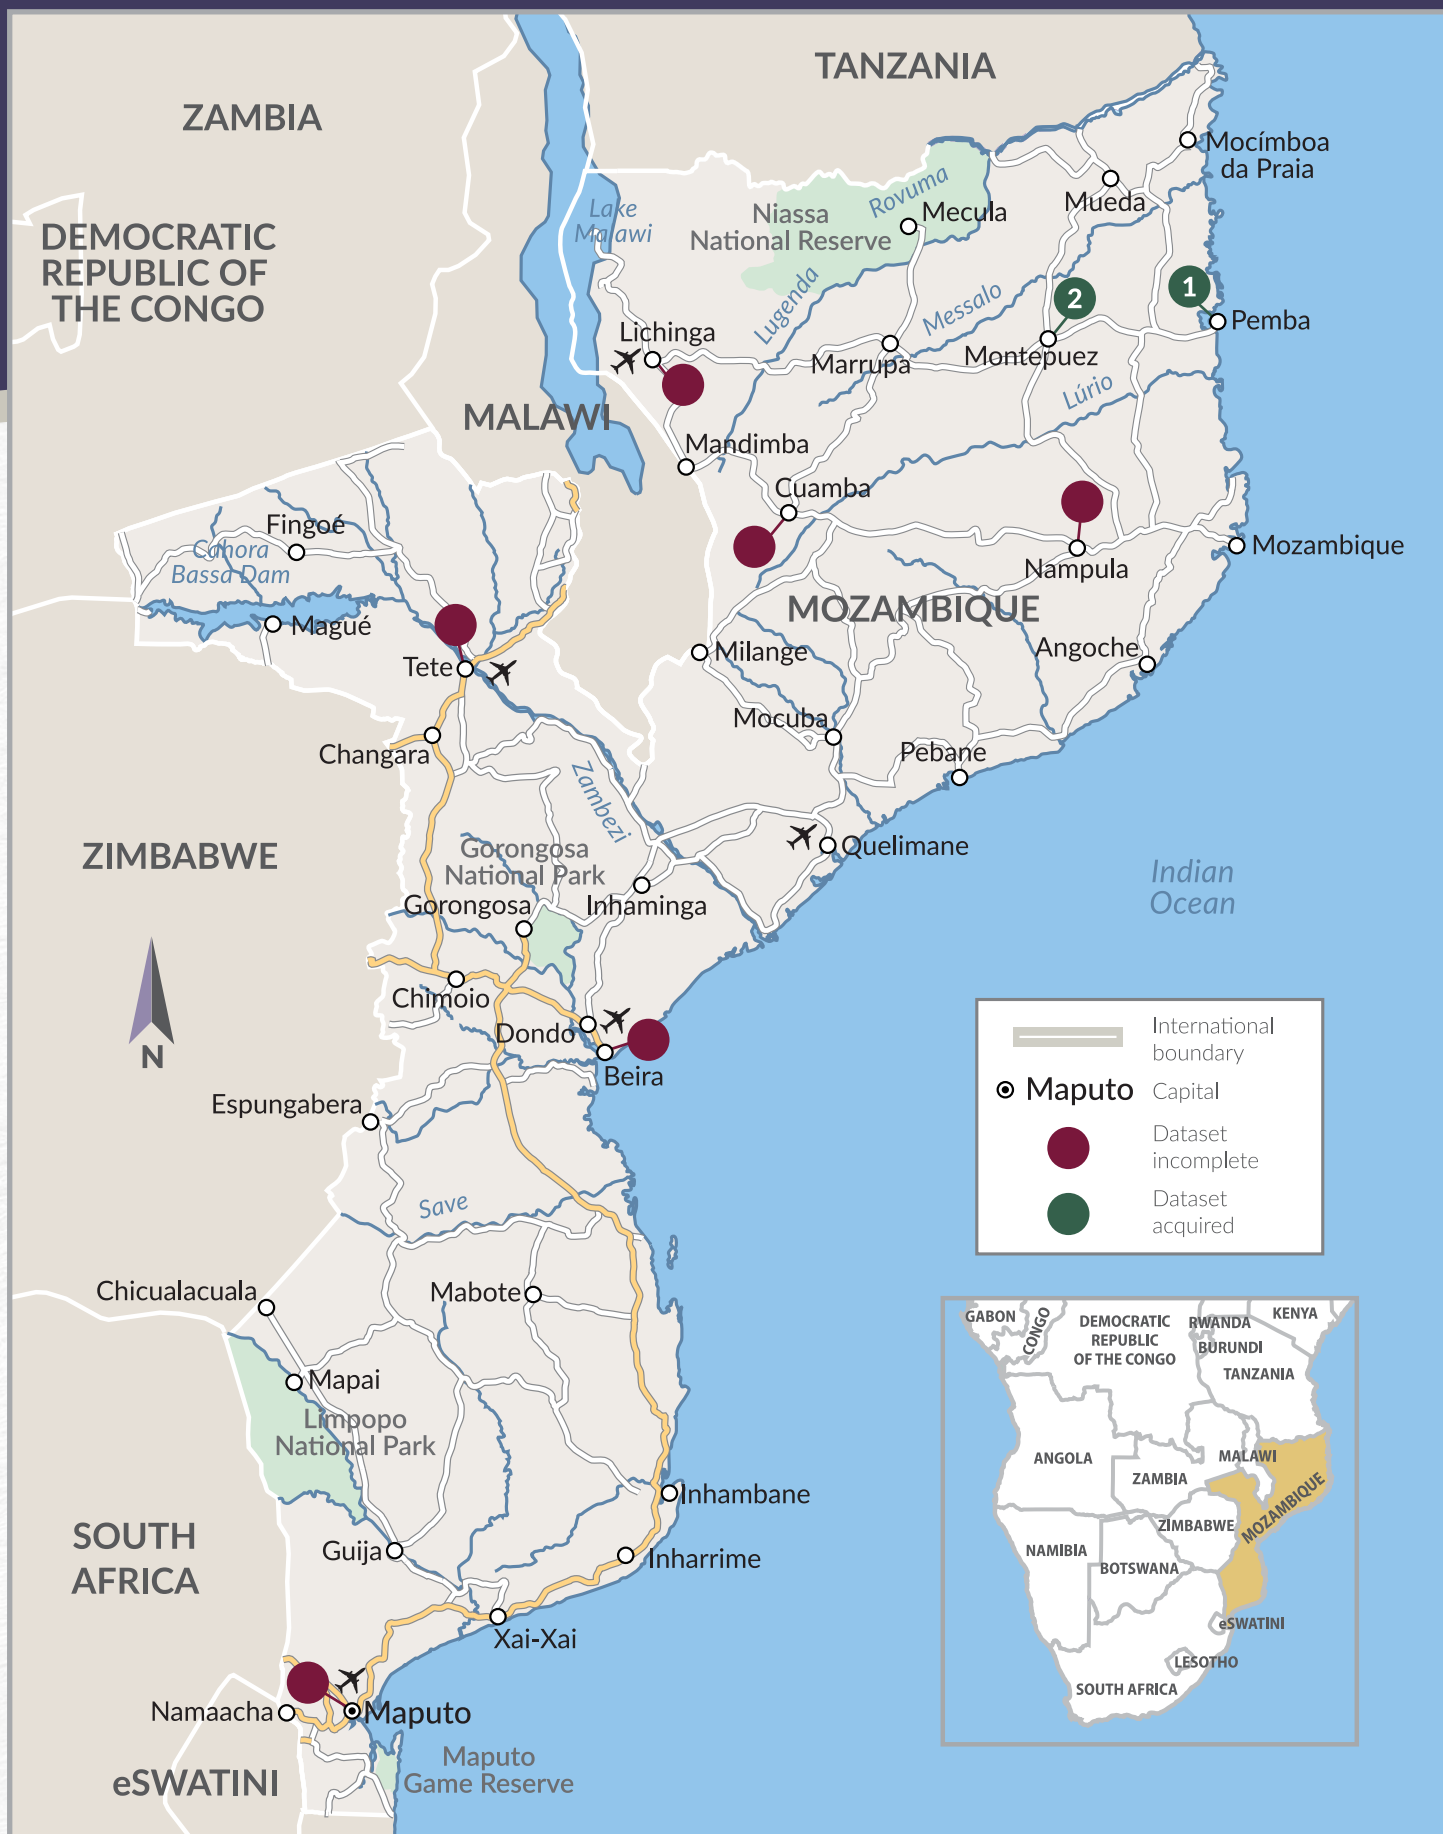 TANZANIA
ZAMBIA
Mocímboa
da Praia
Mueda
Rovuma
Mecula
Niassa
National Reserve
Lake
Malawi
DEMOCRATIC
REPUBLIC OF
THE CONGO
Lugenda
Messalo
2
1
Pemba
Lichinga
Marrupa
Montepuez
Lúrio
MALAWI
Mandimba
Cuamba
Fingoé
Cahora
Bassa Dam
Mozambique
Nampula
MOZAMBIQUE
Magué
Milange
Angoche
Tete
Mocuba
Changara
Pebane
Zambezi
ZIMBABWE
Gorongosa
National Park
Quelimane
Indian
Ocean
Gorongosa
Inhaminga
Chimoio
Dondo
N
Beira
Espungabera
International
boundary
Maputo
Capital
Dataset
incomplete
Dataset
acquired
Save
Chicualacuala
Mabote
Mapai
Limpopo
National Park
Inhambane
SOUTH
AFRICA
Guija
Inharrime
Xai-Xai
Namaacha
Maputo
eSWATINI
Maputo
Game Reserve
GABON
CONGO
DEMOCRATIC
REPUBLIC
OF THE CONGO
RWANDA
KENYA
BURUNDI
TANZANIA
ANGOLA
MALAWI
ZAMBIA
MOZAMBIQUE
ZIMBABWE
NAMIBIA
BOTSWANA
eSWATINI
LESOTHO
SOUTH AFRICA